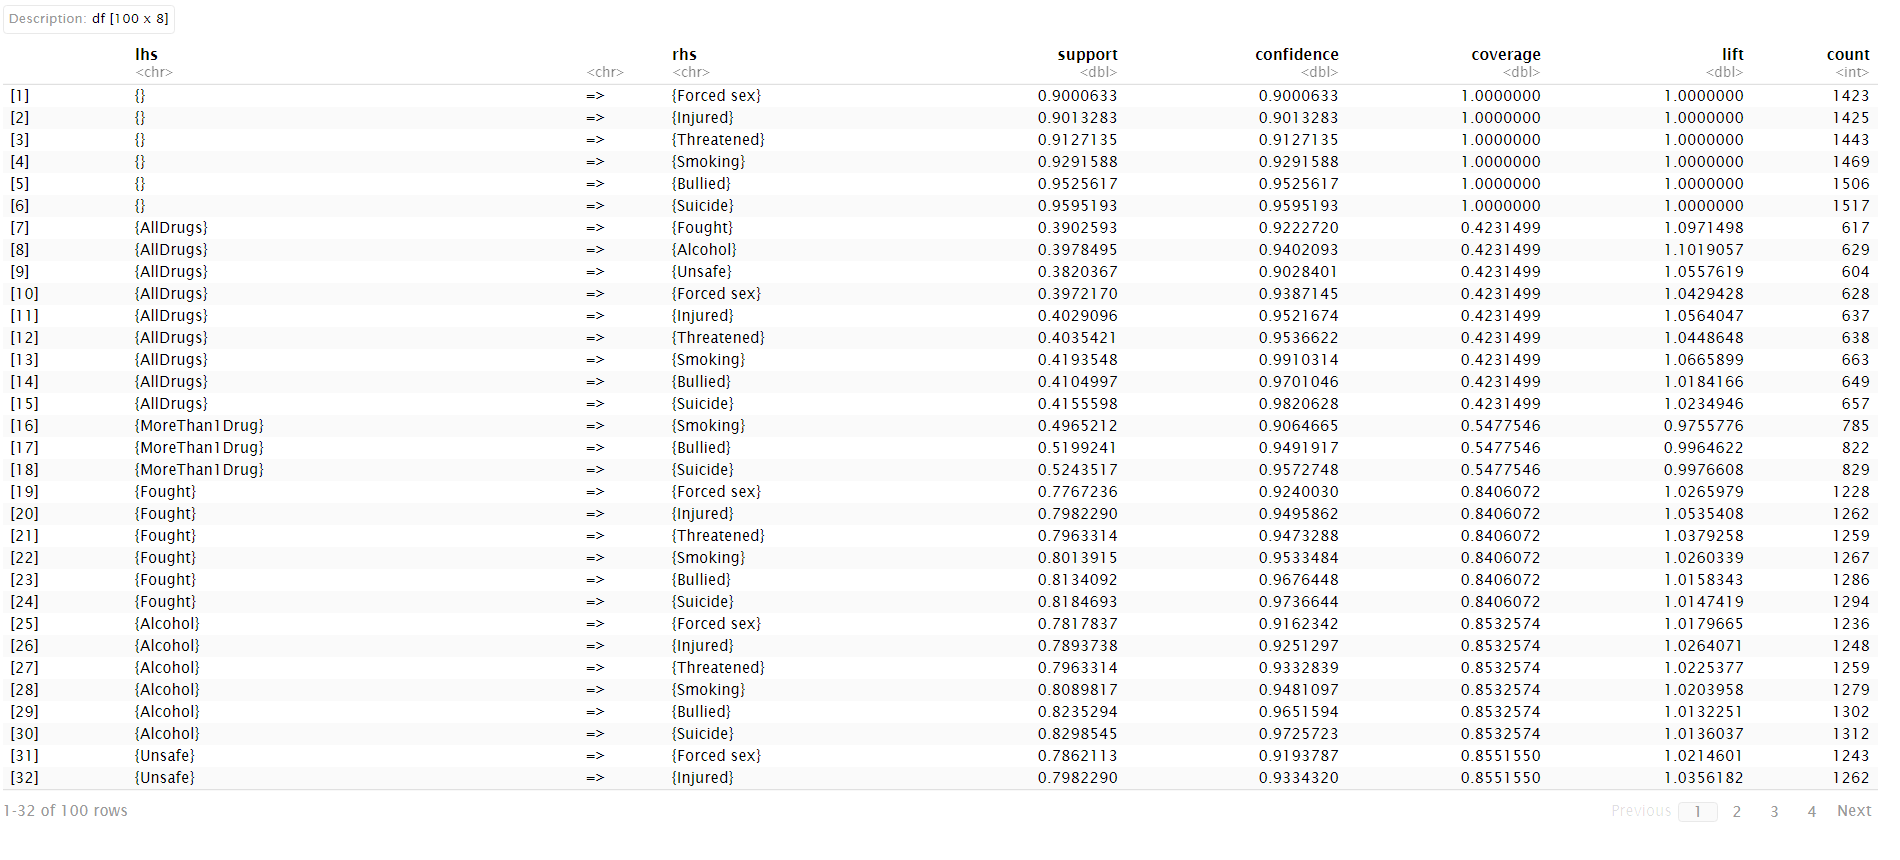 Description: df [100 x 8]
lhs rhs support confidence coverage lift count
<chr> <chr> <chr> <dbl> <dbl> <dbl> <dbl> <int>
[1] {} => {Forced sex} 0.9000633 0.9000633 1.0000000 1.0000000 1423
[2] {} => {Injured} 0.9013283 0.9013283 1.0000000 1.0000000 1425
[3] {} => {Threatened} 0.9127135 0.9127135 1.0000000 1.0000000 1443
[4] {} => {Smoking} 0.9291588 0.9291588 1.0000000 1.0000000 1469
[5] {} => {Bullied} 0.9525617 0.9525617 1.0000000 1.0000000 1506
[6] {} => {Suicide} 0.9595193 0.9595193 1.0000000 1.0000000 1517
[7] {AllDrugs} => {Fought} 0.3902593 0.9222720 0.4231499 1.0971498 617
[8] {AllDrugs} => {Alcohol} 0.3978495 0.9402093 0.4231499 1.1019057 629
[9] {AllDrugs} => {Unsafe} 0.3820367 0.9028401 0.4231499 1.0557619 604
[10] {AllDrugs} => {Forced sex} 0.3972170 0.9387145 0.4231499 1.0429428 628
[11] {AllDrugs} => {Injured} 0.4029096 0.9521674 0.4231499 1.0564047 637
[12] {AllDrugs} => {Threatened} 0.4035421 0.9536622 0.4231499 1.0448648 638
[13] {AllDrugs} => {Smoking} 0.4193548 0.9910314 0.4231499 1.0665899 663
[14] {AllDrugs} => {Bullied} 0.4104997 0.9701046 0.4231499 1.0184166 649
[15] {AllDrugs} => {Suicide} 0.4155598 0.9820628 0.4231499 1.0234946 657
[16] {MoreThan1Drug} => {Smoking} 0.4965212 0.9064665 0.5477546 0.9755776 785
[17] {MoreThan1Drug} => {Bullied} 0.5199241 0.9491917 0.5477546 0.9964622 822
[18] {MoreThan1Drug} => {Suicide} 0.5243517 0.9572748 0.5477546 0.9976608 829
[19] {Fought} => {Forced sex} 0.7767236 0.9240030 0.8406072 1.0265979 1228
[20] {Fought} => {Injured} 0.7982290 0.9495862 0.8406072 1.0535408 1262
[21] {Fought} => {Threatened} 0.7963314 0.9473288 0.8406072 1.0379258 1259
[22] {Fought} => {Smoking} 0.8013915 0.9533484 0.8406072 1.0260339 1267
[23] {Fought} => {Bullied} 0.8134092 0.9676448 0.8406072 1.0158343 1286
[24] {Fought} => {Suicide} 0.8184693 0.9736644 0.8406072 1.0147419 1294
[25] {Alcohol} => {Forced sex} 0.7817837 0.9162342 0.8532574 1.0179665 1236
[26] {Alcohol} => {Injured} 0.7893738 0.9251297 0.8532574 1.0264071 1248
[27] {Alcohol} => {Threatened} 0.7963314 0.9332839 0.8532574 1.0225377 1259
[28] {Alcohol} => {Smoking} 0.8089817 0.9481097 0.8532574 1.0203958 1279
[29] {Alcohol} => {Bullied} 0.8235294 0.9651594 0.8532574 1.0132251 1302
[30] {Alcohol} => {Suicide} 0.8298545 0.9725723 0.8532574 1.0136037 1312
[31] {Unsafe} => {Forced sex} 0.7862113 0.9193787 0.8551550 1.0214601 1243
[32] {Unsafe} => {Injured} 0.7982290 0.9334320 0.8551550 1.0356182 1262
1-32 of 100 rows Previous 1 2 3 4 Next